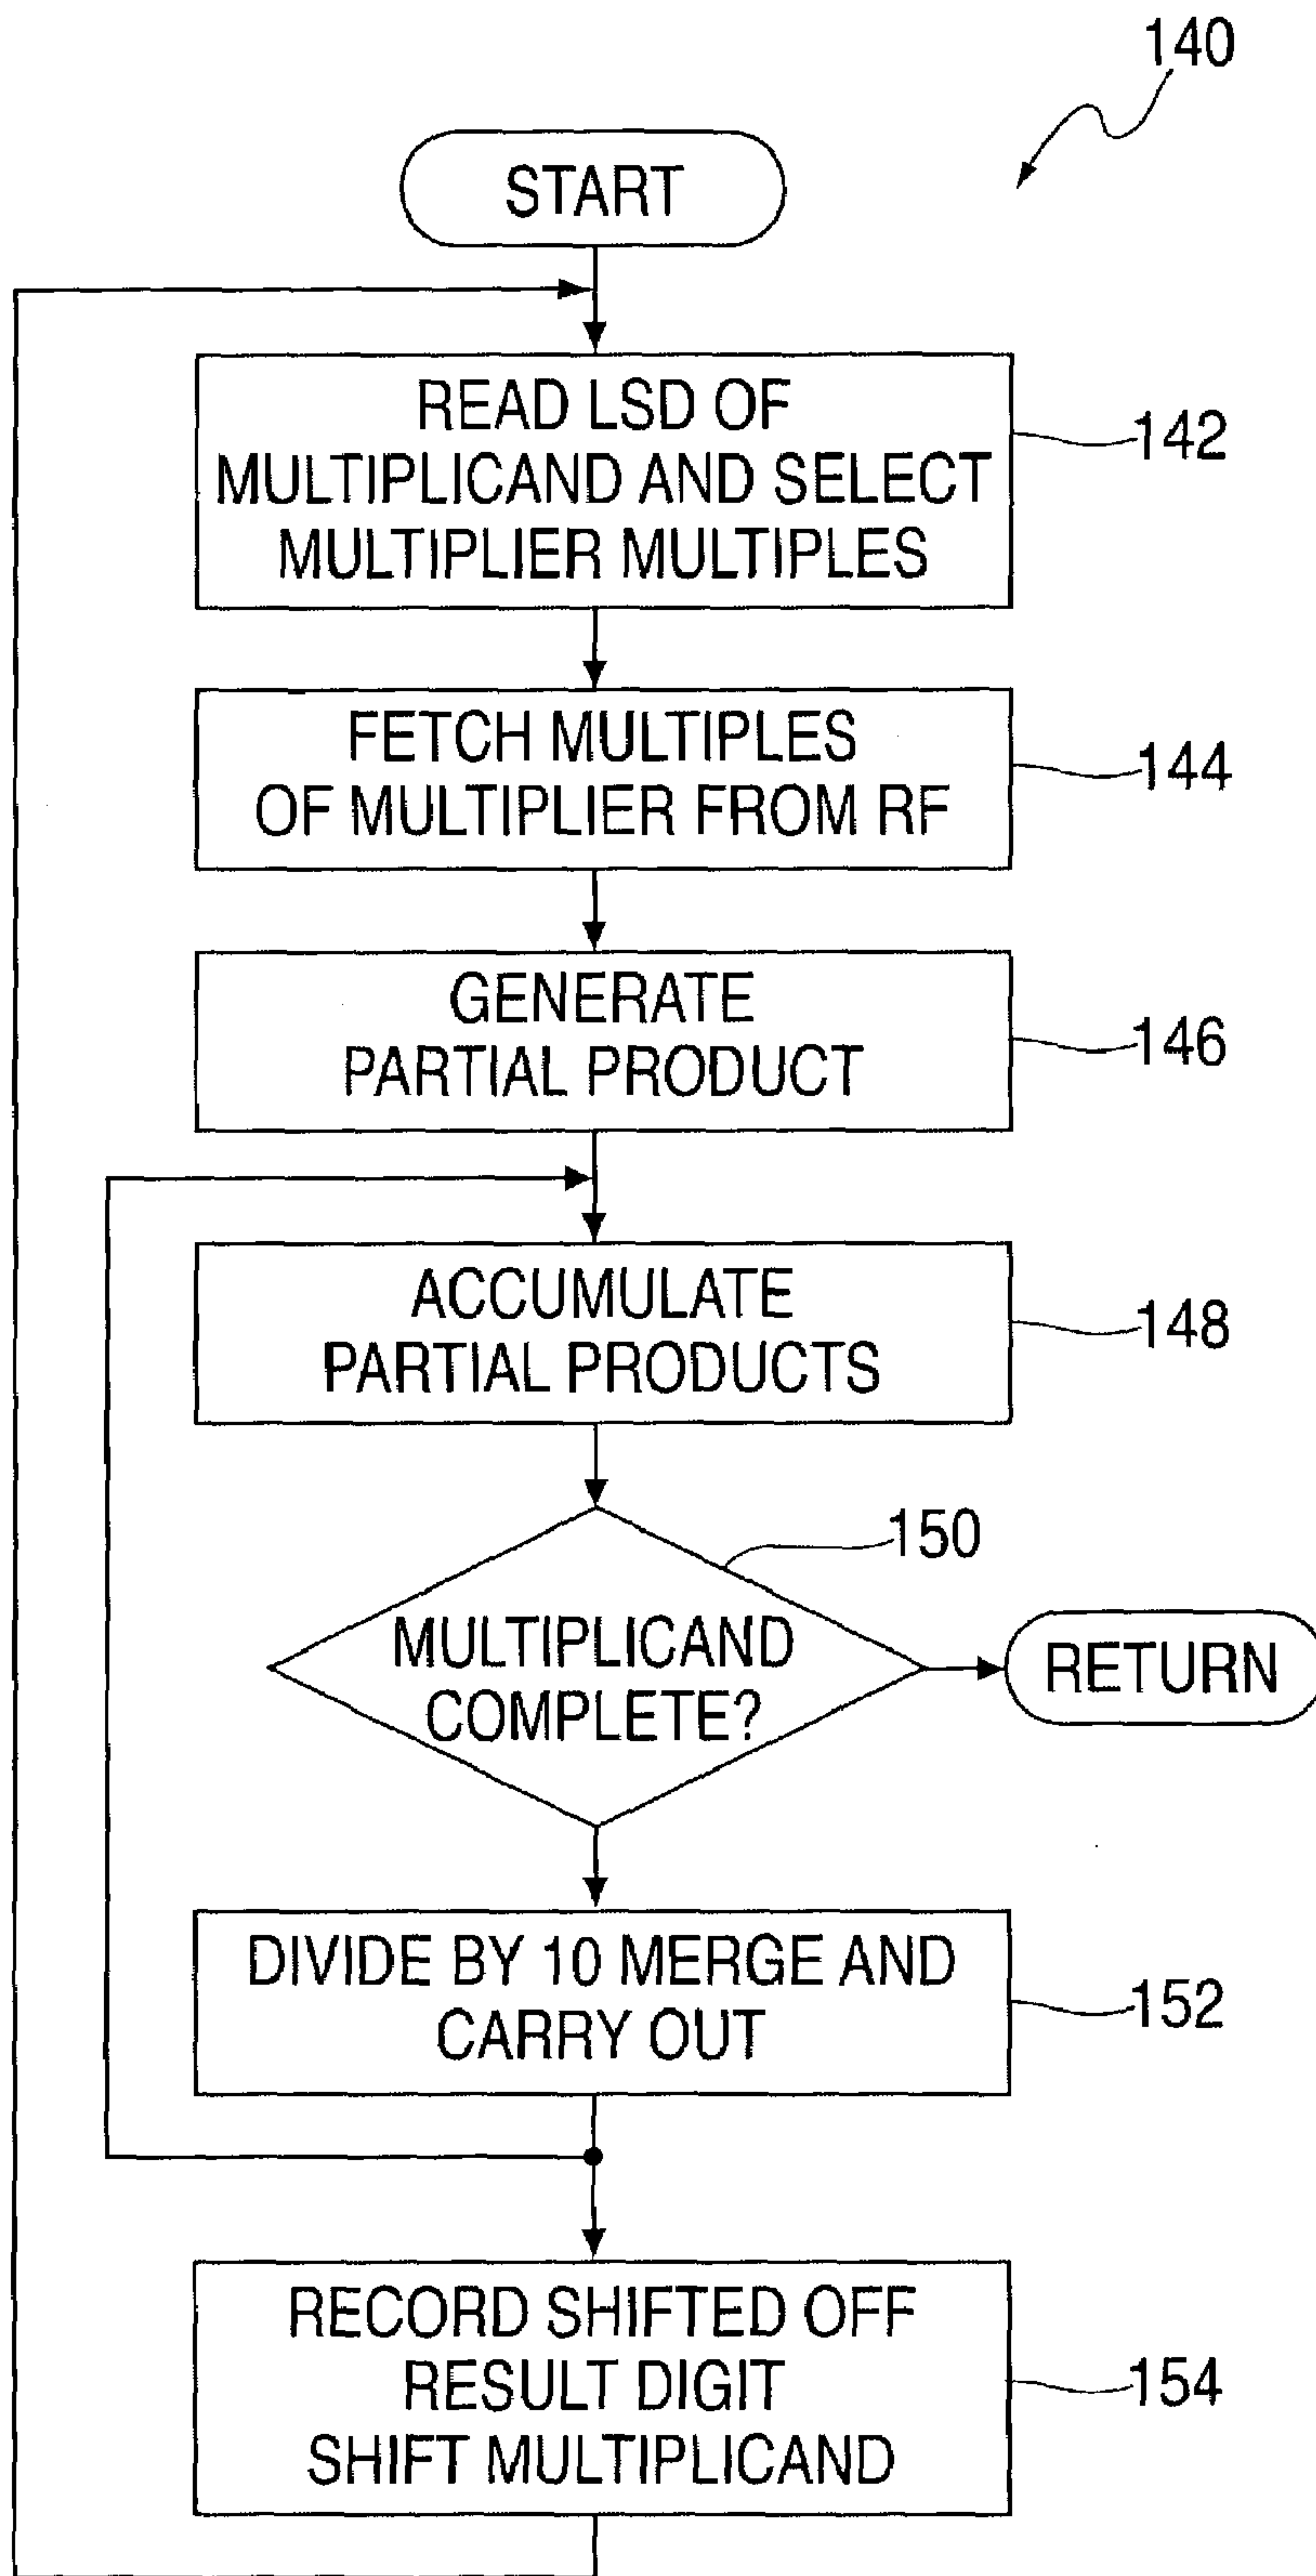 140
START
READ LSD OF
MULTIPLICAND AND SELECT
MULTIPLIER MULTIPLES
142
FETCH MULTIPLES
OF MULTIPLIER FROM RF
144
GENERATE
PARTIAL PRODUCT
146
ACCUMULATE
PARTIAL PRODUCTS
148
150
MULTIPLICAND
COMPLETE?
RETURN
DIVIDE BY 10 MERGE AND
CARRY OUT
152
RECORD SHIFTED OFF
RESULT DIGIT
SHIFT MULTIPLICAND
154